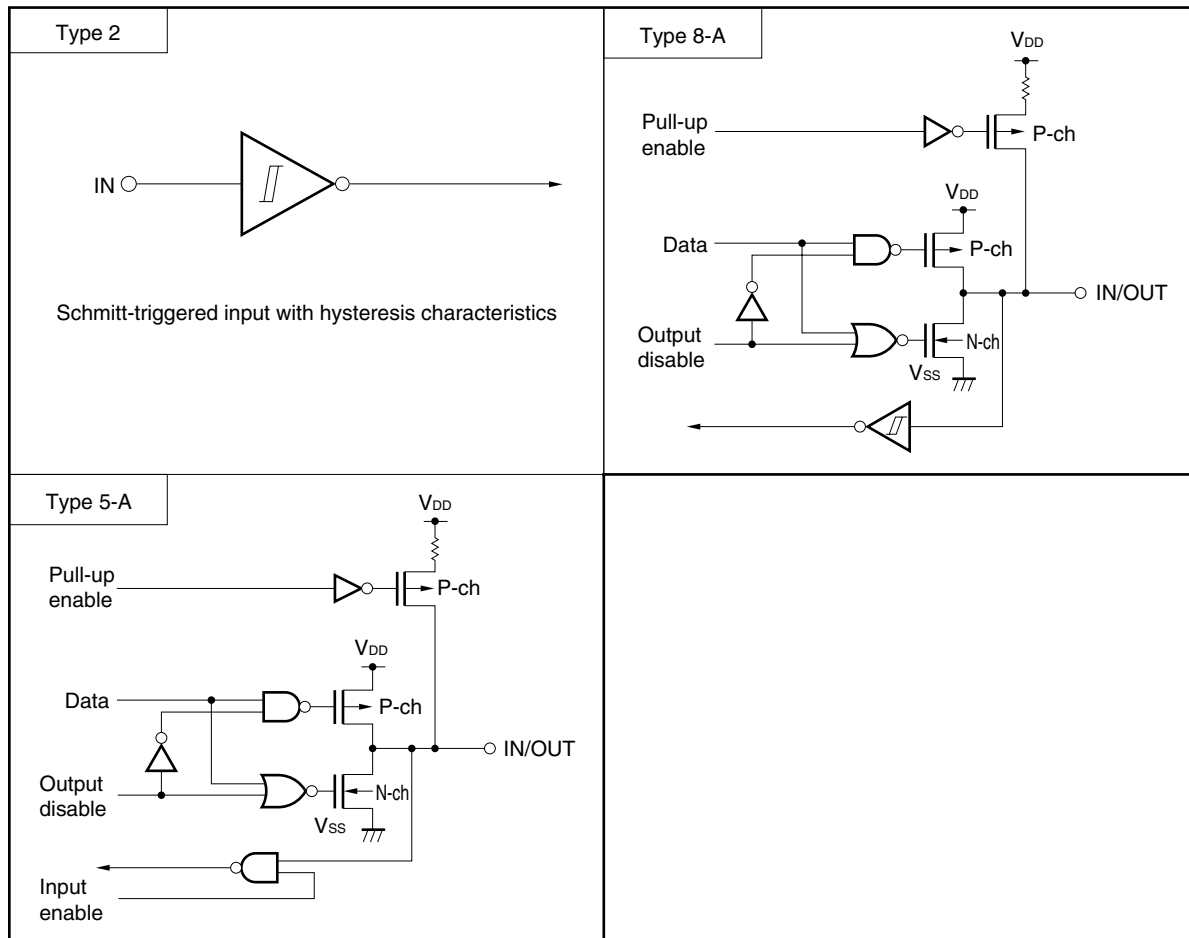 Type 2
IN
Schmitt-triggered input with hysteresis characteristics
Type 8-A
VDD
Pull-up
enable
P-ch
VDD
Data
P-ch
IN/OUT
Output
disable
N-ch
VSS
Type 5-A
VDD
Pull-up
enable
P-ch
VDD
Data
P-ch
IN/OUT
Output
disable
N-ch
VSS
Input
enable